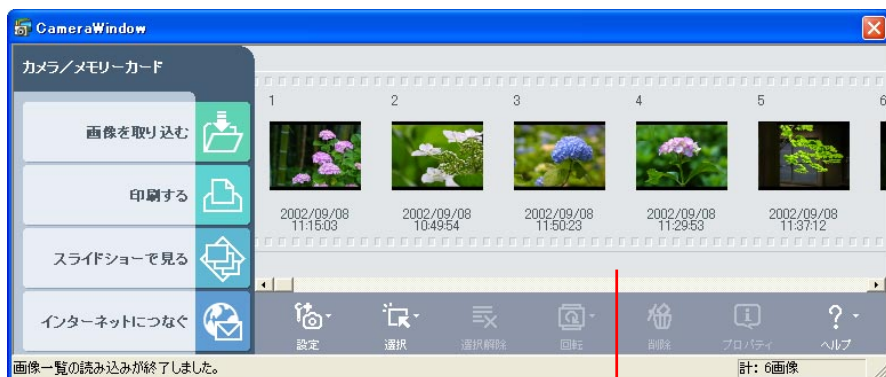 CameraWindow
カメラ／メモリーカード
画像を取り込む
印刷する
スライドショーで見る
インターネットにつなぐ
1 2 3 4 5 6
2002/09/08 2002/09/08 2002/09/08 2002/09/08 2002/09/08
11:15:03 10:49:54 11:50:23 11:29:53 11:37:12
設定 選択 選択解除 回転 削除 プロパティ ヘルプ
画像一覧の読み込みが終了しました。 計: 6画像